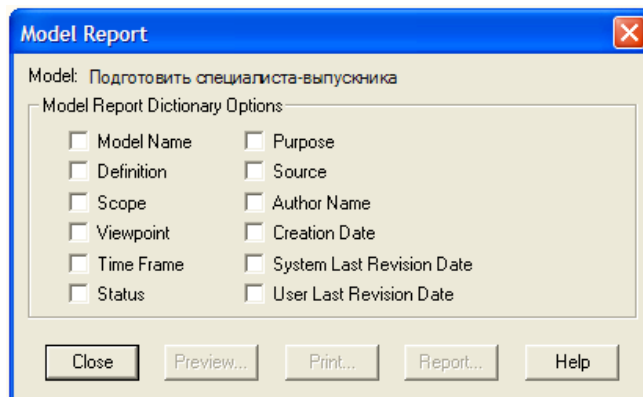 Model Report
Model: Подготовить специалиста-выпускника
Model Report Dictionary Options
Model Name
Purpose
Definition
Source
Scope
Author Name
Viewpoint
Creation Date
Time Frame
System Last Revision Date
Status
User Last Revision Date
Close Preview... Print... Report... Help